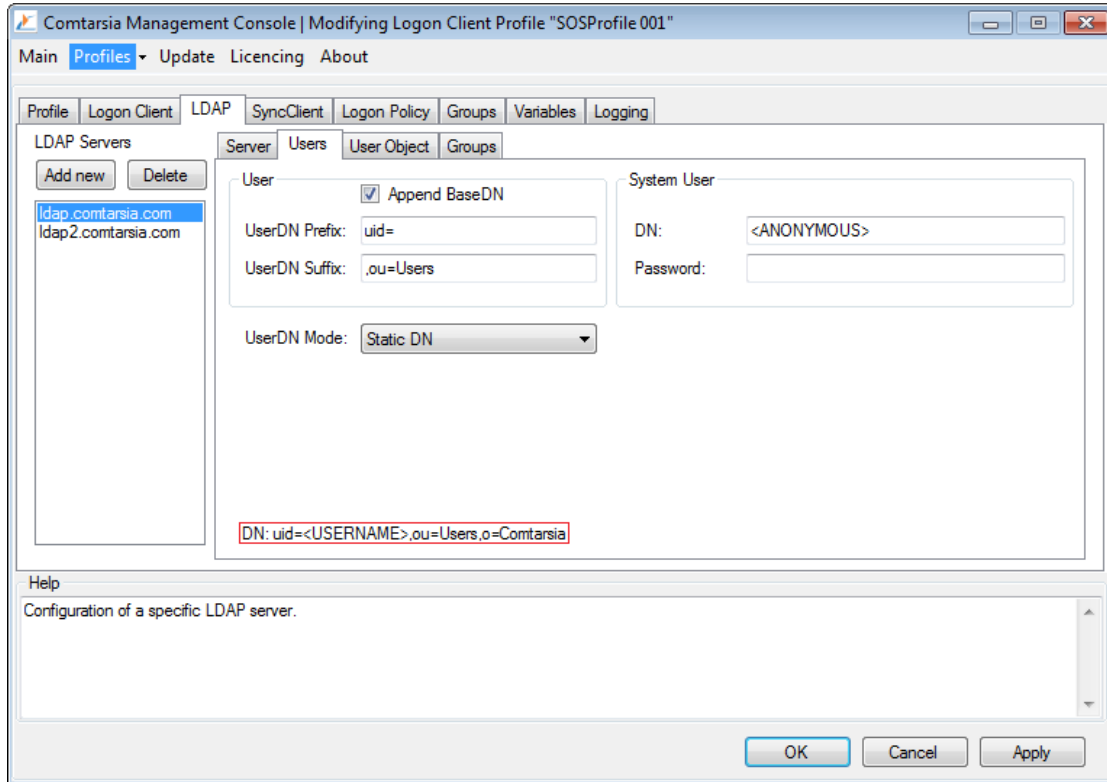 Comtarsia Management Console | Modifying Logon Client Profile "SOSProfile 001"
Main Profiles Update Licencing About
Profile Logon Client LDAP SyncClient Logon Policy Groups Variables Logging
LDAP Servers
Add new Delete
ldap.comtarsia.com
ldap2.comtarsia.com
Server Users User Object Groups
User
Append BaseDN
UserDN Prefix: uid=
UserDN Suffix: ,ou=Users
System User
DN: <ANONYMOUS>
Password:
UserDN Mode: Static DN
DN: uid=<USERNAME>,ou=Users,o=Comtarsia
Help
Configuration of a specific LDAP server.
OK Cancel Apply